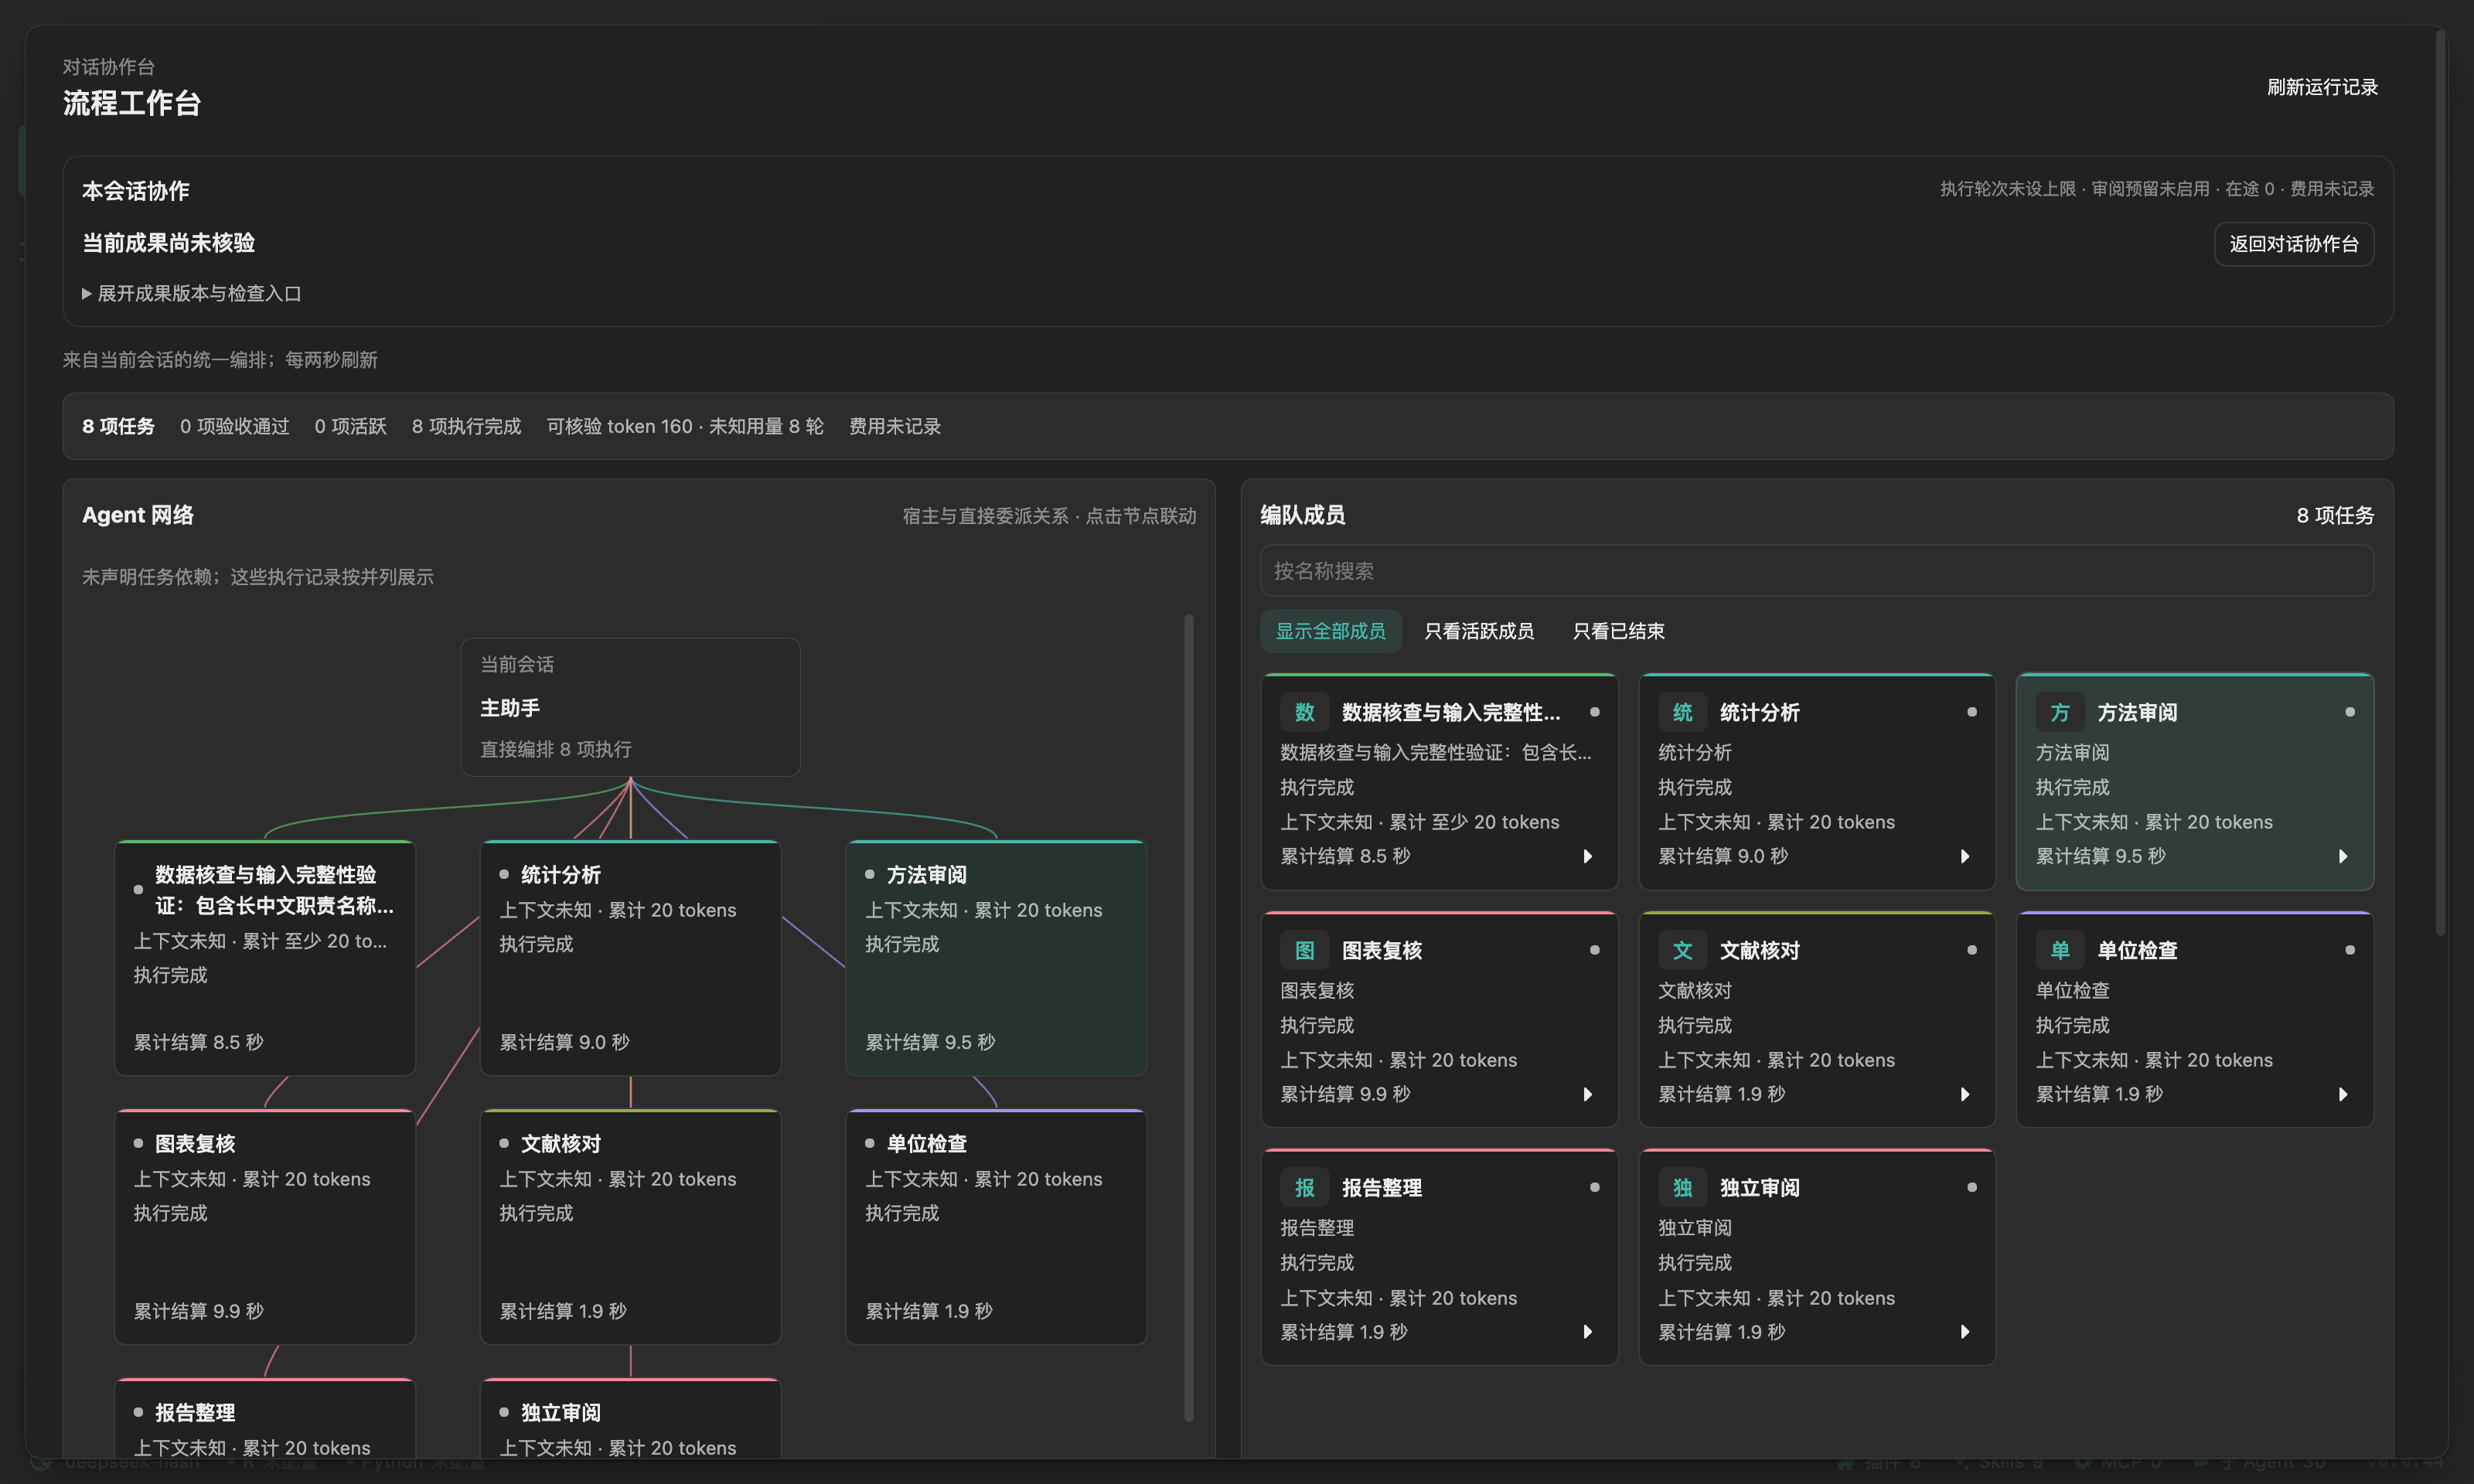 对话协作台
流程工作台
刷新运行记录
本会话协作
执行轮次未设上限 · 审阅预留未启用 · 在途 0 · 费用未记录
当前成果尚未核验
返回对话协作台
展开成果版本与检查入口
来自当前会话的统一编排；每两秒刷新
8 项任务 0 项验收通过 0 项活跃 8 项执行完成 可核验 token 160 · 未知用量 8 轮 费用未记录
Agent 网络
宿主与直接委派关系 · 点击节点联动
未声明任务依赖；这些执行记录按并列展示
当前会话
主助手
直接编排 8 项执行
数据核查与输入完整性验
证：包含长中文职责名称...
上下文未知 · 累计 至少 20 to...
执行完成
累计结算 8.5 秒
统计分析
上下文未知 · 累计 20 tokens
执行完成
累计结算 9.0 秒
方法审阅
上下文未知 · 累计 20 tokens
执行完成
累计结算 9.5 秒
图表复核
上下文未知 · 累计 20 tokens
执行完成
累计结算 9.9 秒
文献核对
上下文未知 · 累计 20 tokens
执行完成
累计结算 1.9 秒
单位检查
上下文未知 · 累计 20 tokens
执行完成
累计结算 1.9 秒
报告整理
上下文未知 · 累计 20 tokens
独立审阅
上下文未知 · 累计 20 tokens
编队成员
8 项任务
按名称搜索
显示全部成员 只看活跃成员 只看已结束
数 数据核查与输入完整性...
数据核查与输入完整性验证：包含长...
执行完成
上下文未知 · 累计 至少 20 tokens
累计结算 8.5 秒
统 统计分析
统计分析
执行完成
上下文未知 · 累计 20 tokens
累计结算 9.0 秒
方 方法审阅
方法审阅
执行完成
上下文未知 · 累计 20 tokens
累计结算 9.5 秒
图 图表复核
图表复核
执行完成
上下文未知 · 累计 20 tokens
累计结算 9.9 秒
文 文献核对
文献核对
执行完成
上下文未知 · 累计 20 tokens
累计结算 1.9 秒
单 单位检查
单位检查
执行完成
上下文未知 · 累计 20 tokens
累计结算 1.9 秒
报 报告整理
报告整理
执行完成
上下文未知 · 累计 20 tokens
累计结算 1.9 秒
独 独立审阅
独立审阅
执行完成
上下文未知 · 累计 20 tokens
累计结算 1.9 秒
插件 8 Skills 9 MCP 0 子 Agent 30